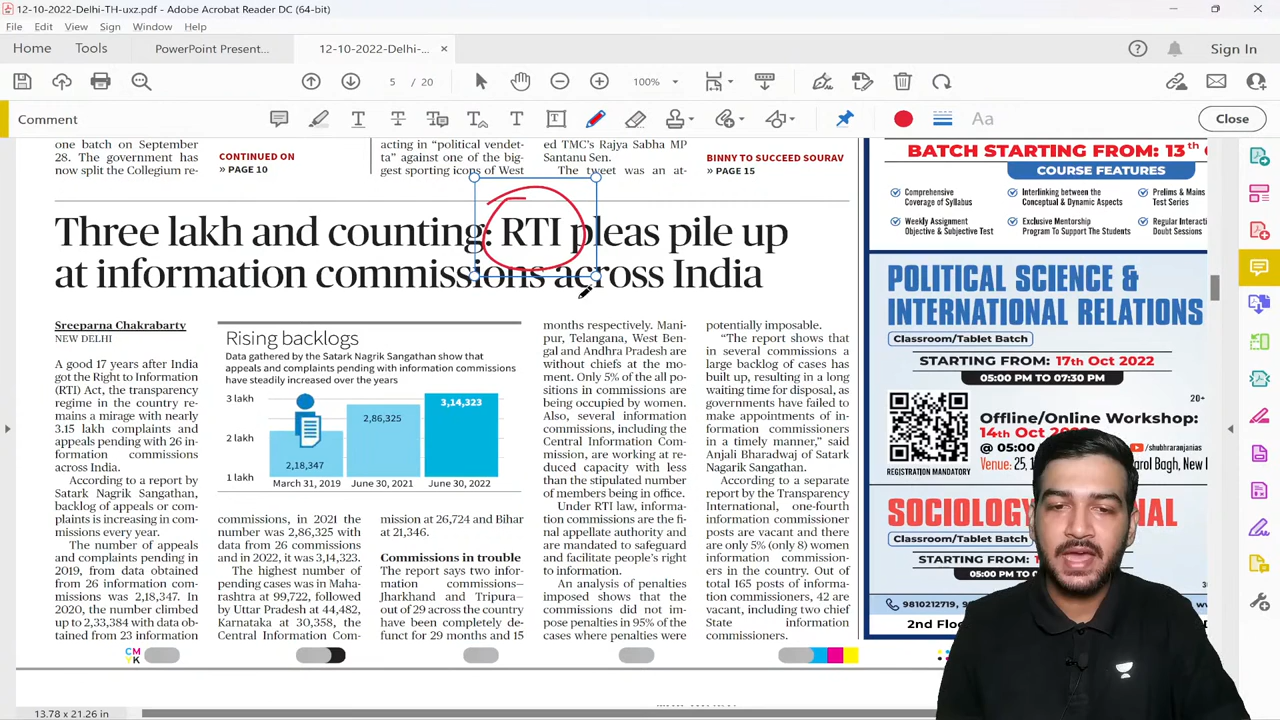 12-10-2022-Delhi-TH-uxz.pdf - Adobe Acrobat Reader DC (64-bit)
File Edit View Sign Window Help
Home Tools PowerPoint Present... 12-10-2022-Delhi-... × Sign In
5 / 20 100%
Comment Close
one batch on September
28. The government has
now split the Collegium re-
CONTINUED ON
» PAGE 10
acting in “political vendet-
ta” against one of the big-
gest sporting icons of West
ed TMC's Rajya Sabha MP
Santanu Sen.
The tweet was an at-
BINNY TO SUCCEED SOURAV
» PAGE 15
Three lakh and counting: RTI pleas pile up
at information commissions across India
Sreeparna Chakrabarty
NEW DELHI
A good 17 years after India
got the Right to Information
(RTI) Act, the transparency
regime in the country re-
mains a mirage with nearly
3.15 lakh complaints and
appeals pending with 26 in-
formation commissions
across India.
According to a report by
Satark Nagrik Sangathan,
backlog of appeals or com-
plaints is increasing in com-
missions every year.
The number of appeals
and complaints pending in
2019, from data obtained
from 26 information com-
missions was 2,18,347. In
2020, the number climbed
up to 2,33,384 with data ob-
tained from 23 information
Rising backlogs
Data gathered by the Satark Nagrik Sangathan show that
appeals and complaints pending with information commissions
have steadily increased over the years
3 lakh
2 lakh
1 lakh
2,18,347
2,86,325
3,14,323
March 31, 2019 June 30, 2021 June 30, 2022
commissions, in 2021 the
number was 2,86,325 with
data from 26 commissions
and in 2022, it was 3,14,323.
The highest number of
pending cases was in Maha-
rashtra at 99,722, followed
by Uttar Pradesh at 44,482,
Karnataka at 30,358, the
Central Information Com-
mission at 26,724 and Bihar
at 21,346.
Commissions in trouble
The report says two infor-
mation commissions—
Jharkhand and Tripura—
out of 29 across the country
have been completely de-
funct for 29 months and 15
months respectively. Mani-
pur, Telangana, West Ben-
gal and Andhra Pradesh are
without chiefs at the mo-
ment. Only 5% of the all po-
sitions in commissions are
being occupied by women.
Also, several information
commissions, including the
Central Information Com-
mission, are working at re-
duced capacity with less
than the stipulated number
of members being in office.
Under RTI law, informa-
tion commissions are the fi-
nal appellate authority and
are mandated to safeguard
and facilitate people's right
to information.
An analysis of penalties
imposed shows that the
commissions did not im-
pose penalties in 95% of the
cases where penalties were
potentially imposable.
“The report shows that
in several commissions a
large backlog of cases has
built up, resulting in a long
waiting time for disposal, as
governments have failed to
make appointments of in-
formation commissioners
in a timely manner,” said
Anjali Bharadwaj of Satark
Nagarik Sangathan.
According to a separate
report by the Transparency
International, one-fourth
information commissioner
posts are vacant and there
are only 5% (only 8) women
information commission-
ers in the country. Out of
total 165 posts of informa-
tion commissioners, 42 are
vacant, including two chief
State information
commissioners.
BATCH STARTING FROM: 13th
COURSE FEATURES
Comprehensive
Coverage of Syllabus
Interlinking between the
Conceptual & Dynamic Aspects
Prelims & Mains
Test Series
Weekly Assignment
Objective & Subjective Test
Exclusive Mentorship
Program To Support The Students
Regular
Doubt Sessions
POLITICAL SCIENCE &
INTERNATIONAL RELATIONS
Classroom/Tablet Batch
STARTING FROM: 17th Oct 2022
05:00 PM TO 07:30 PM
20+
Offline/Online Workshop:
14th
@ 05:00 /shubhraranjanias
Venue: 25, Bagh, New
REGISTRATION MANDATORY
SOCIOLOGY
Classroom/Tablet
STARTING FROM:
05:00 PM TO
9810212719,
2nd
CM
YK
13.78 x 21.26 in